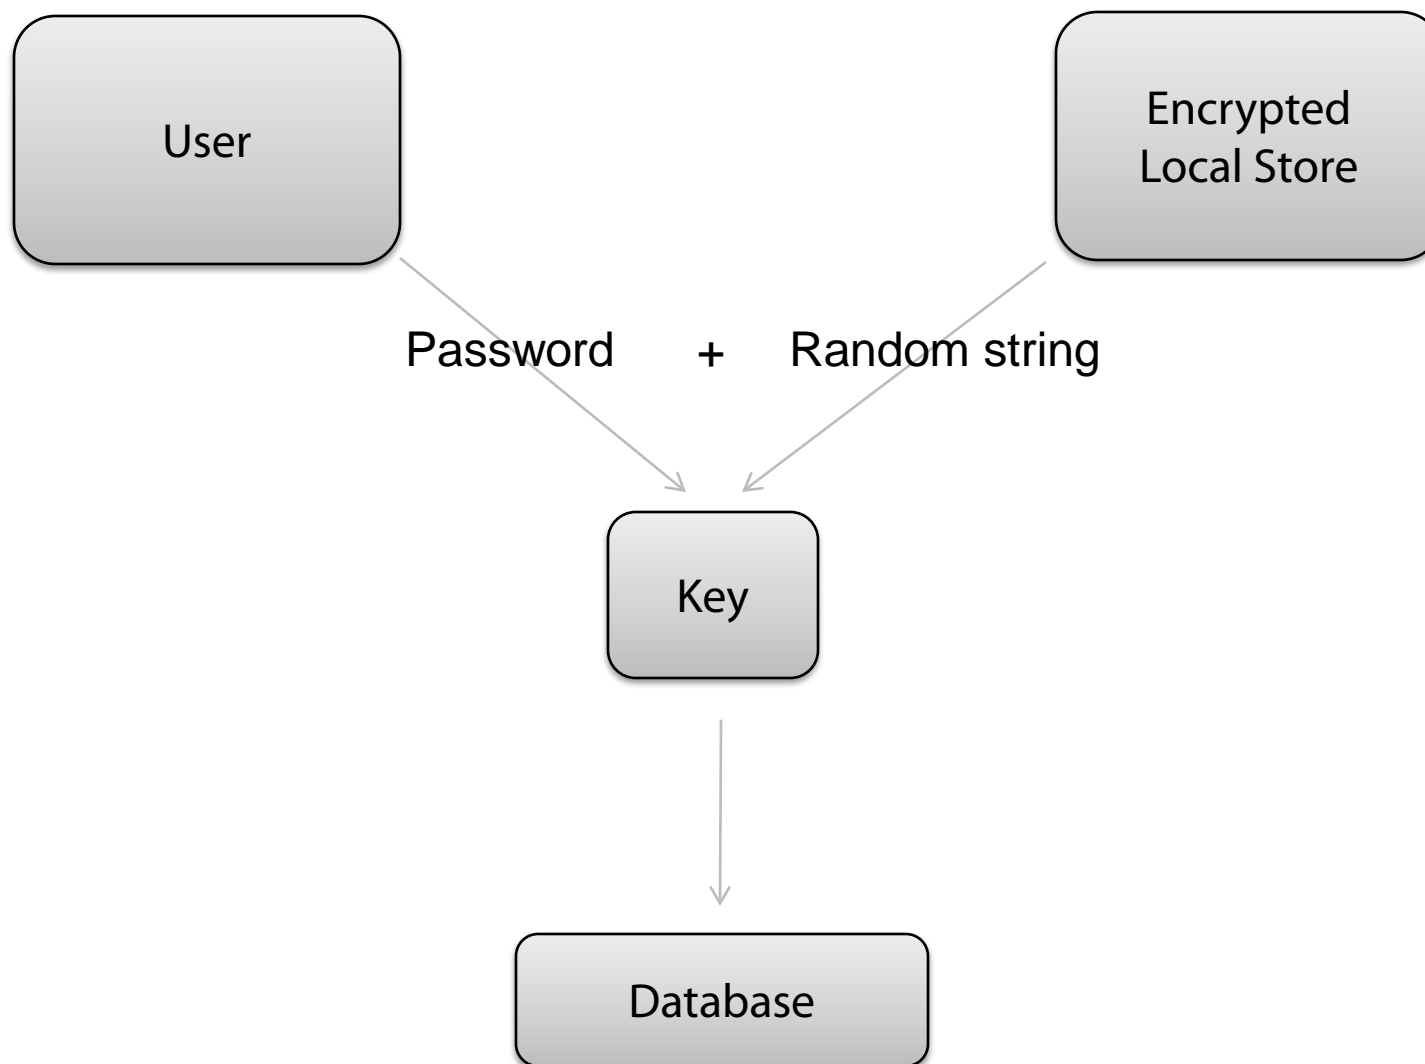 User
Encrypted
Local Store
Password + Random string
Key
Database